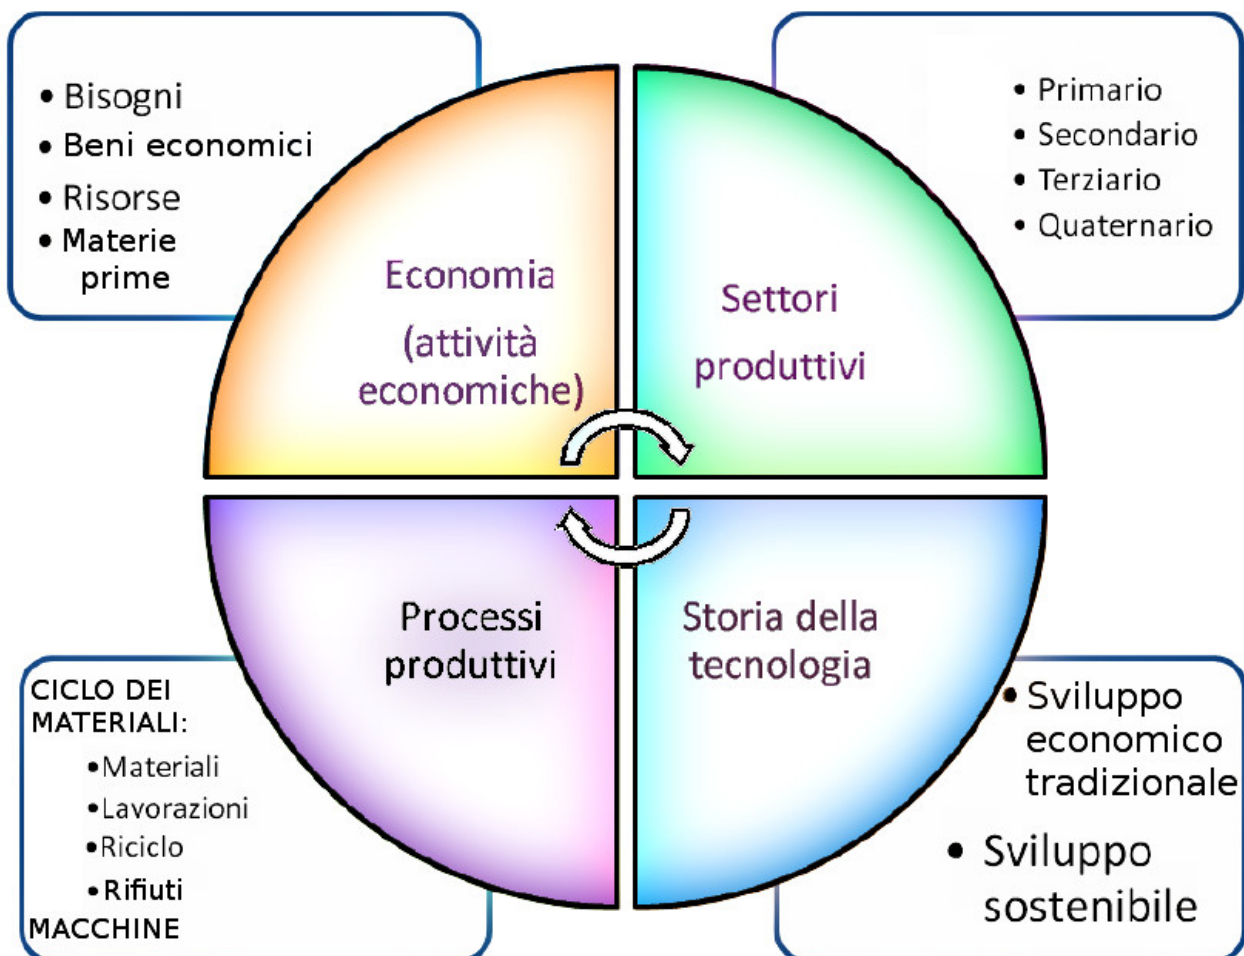 • Bisogni
• Beni economici
• Risorse
• Materie
prime
Economia
(attività
economiche)
• Primario
• Secondario
• Terziario
• Quaternario
Settori
produttivi
Processi
produttivi
CICLO DEI
MATERIALI:
•Materiali
•Lavorazioni
•Riciclo
•Rifiuti
MACCHINE
Storia della
tecnologia
• Sviluppo
economico
tradizionale
• Sviluppo
sostenibile